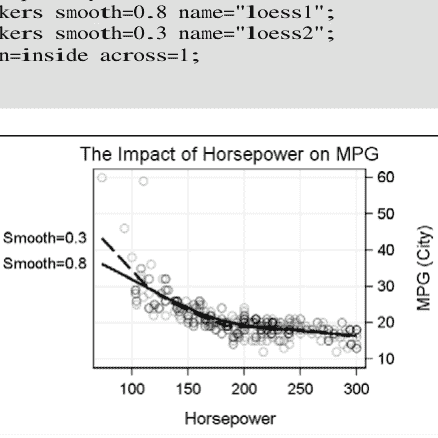 kers smooth=0.8 name="loess1";
kers smooth=0.3 name="loess2";
n=inside across=1;
The Impact of Horsepower on MPG
60
50
Smooth=0.3
40
Smooth=0.8
30
20
10
MPG (City)
100 150 200 250 300
Horsepower